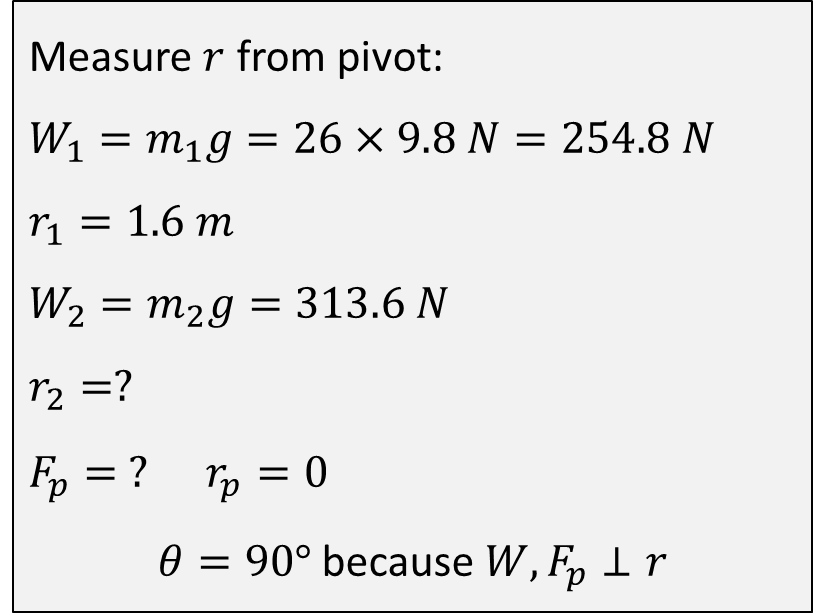 Measure r from pivot:
W₁ = m₁g = 26 × 9.8 N = 254.8 N
r₁ = 1.6 m
W₂ = m₂g = 313.6 N
r₂ =?
Fₚ = ? rₚ = 0
θ = 90° because W, Fₚ ⊥ r